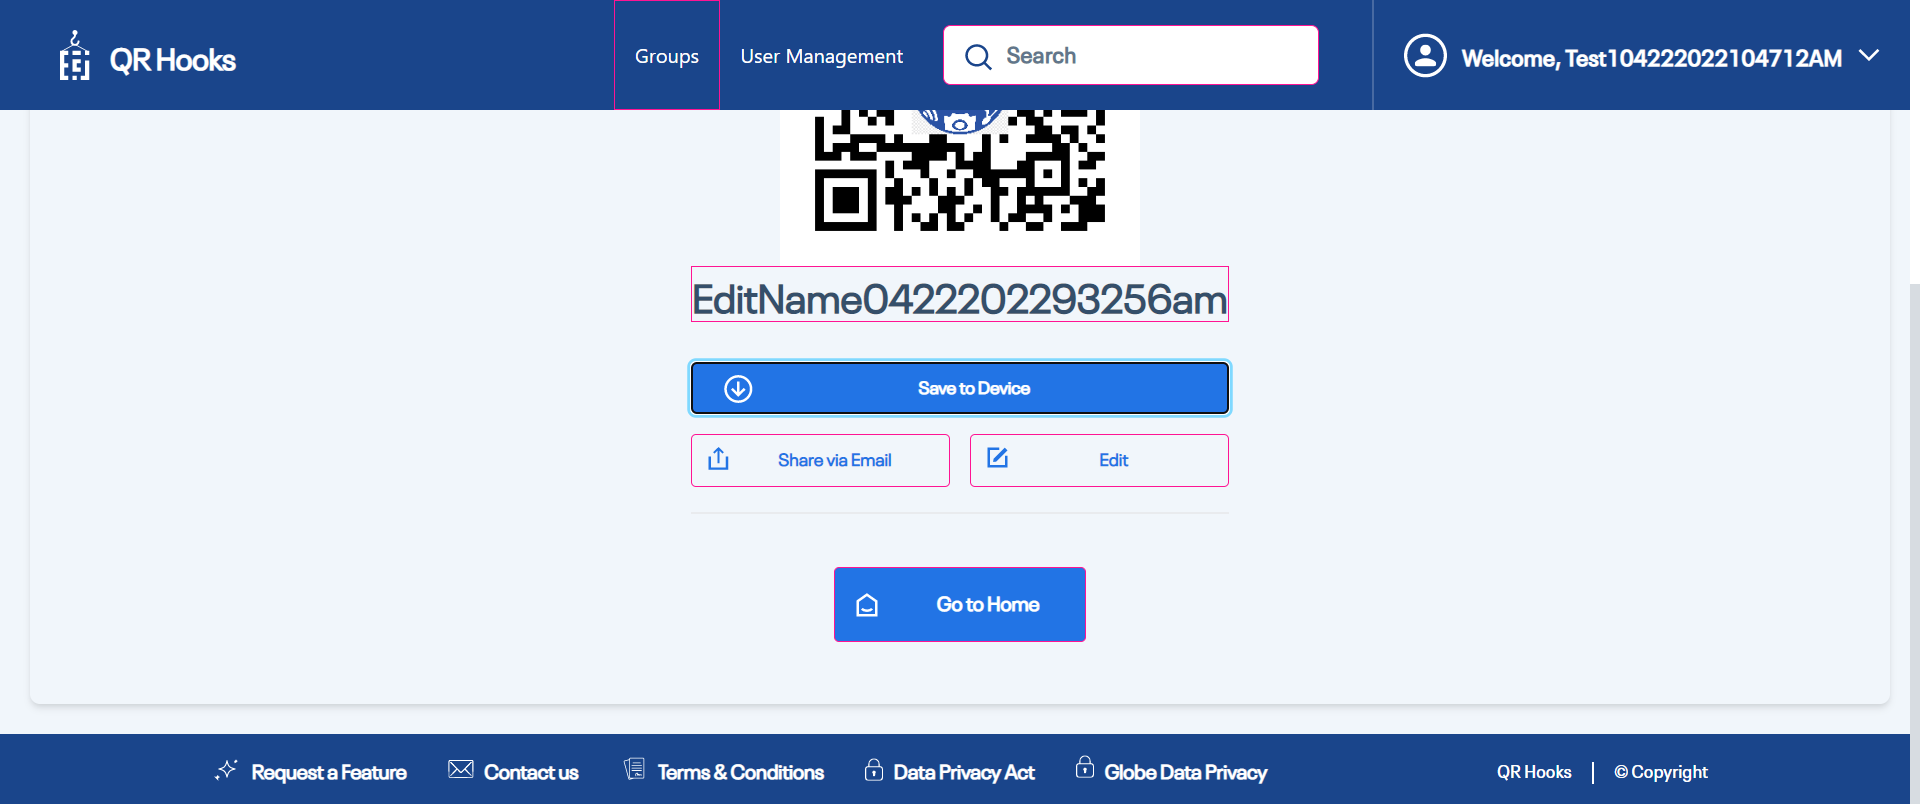 QR Hooks
Groups
User Management
Search
Welcome, Test104222022104712AM
EditName0422202293256am
Save to Device
Share via Email
Edit
Go to Home
Request a Feature
Contact us
Terms & Conditions
Data Privacy Act
Globe Data Privacy
QR Hooks
© Copyright